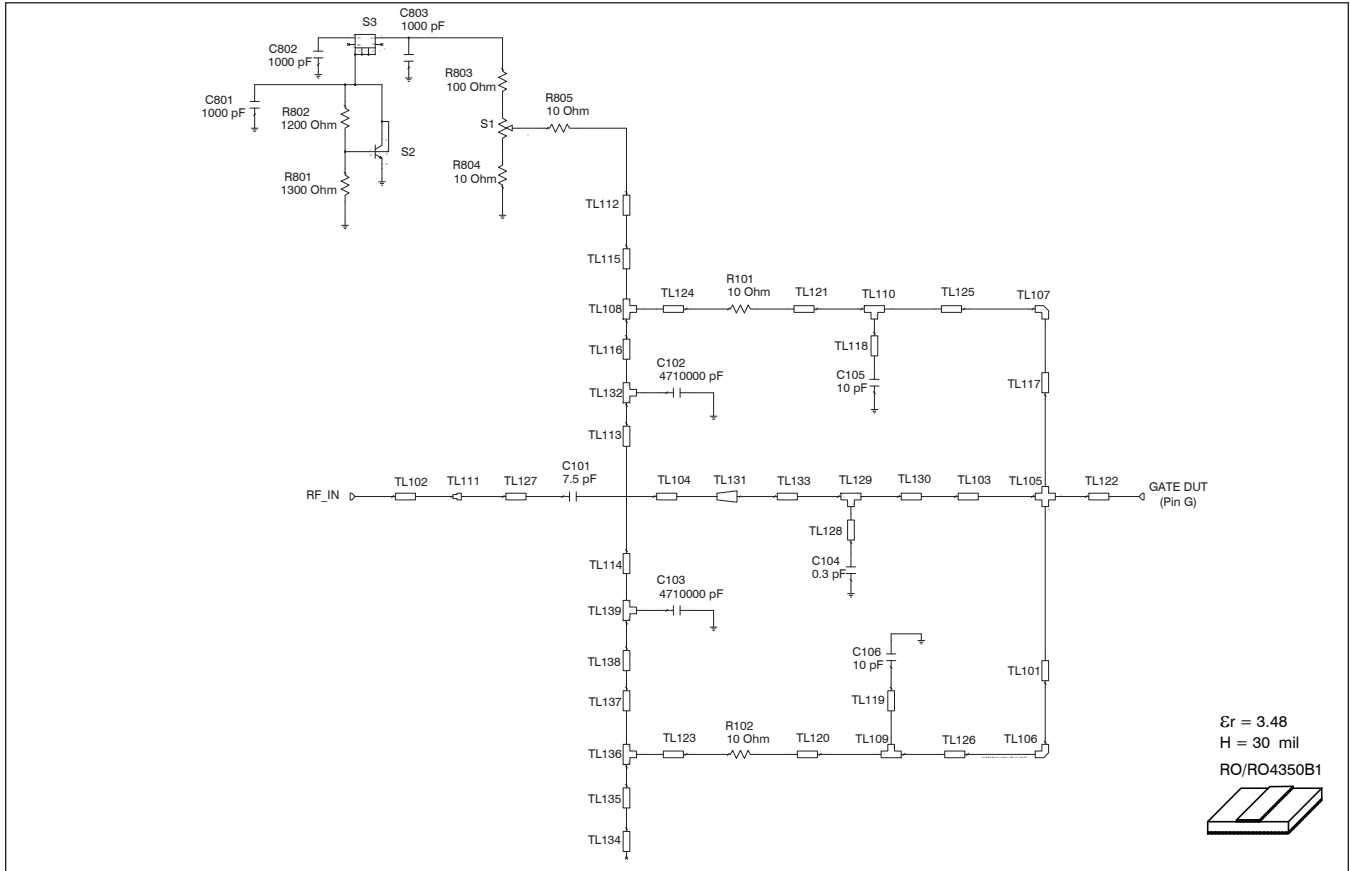 S3
C803
1000 pF
C802
1000 pF
R803
100 Ohm
C801
1000 pF
R802
1200 Ohm
R805
10 Ohm
S1
S2
R804
10 Ohm
R801
1300 Ohm
TL112
TL115
R101
10 Ohm
TL124
TL121
TL110
TL125
TL107
TL108
TL116
TL118
C102
4710000 pF
C105
10 pF
TL117
TL132
TL113
C101
7.5 pF
TL102
TL111
TL127
TL104
TL131
TL133
TL129
TL130
TL103
TL105
TL122
RF_IN
GATE DUT
(Pin G)
TL128
TL114
C104
0.3 pF
C103
4710000 pF
TL139
C106
10 pF
TL138
TL101
TL137
TL119
R102
10 Ohm
TL123
TL120
TL109
TL126
TL106
TL136
TL135
TL134
Ɛr = 3.48
H = 30 mil
RO/RO4350B1